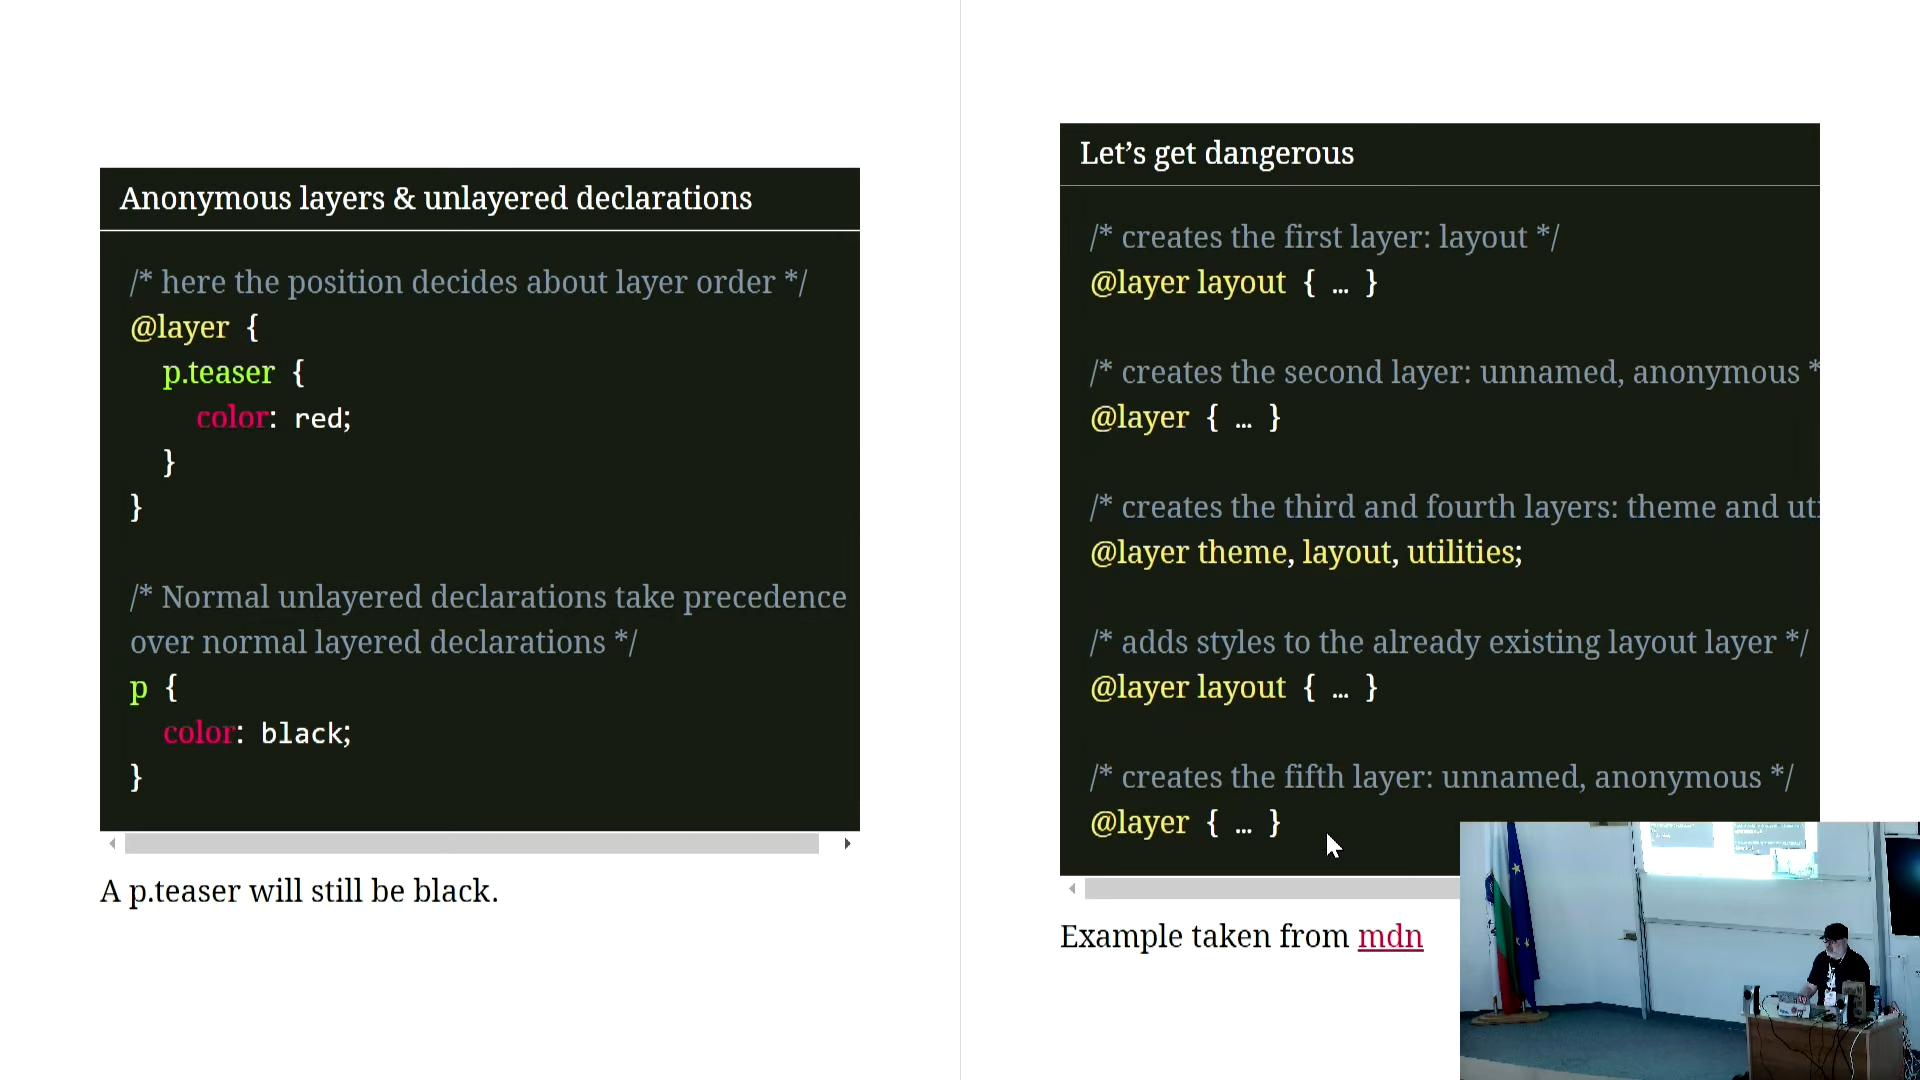 Anonymous layers & unlayered declarations
/* here the position decides about layer order */
@layer {
p.teaser {
color: red;
}
}
/* Normal unlayered declarations take precedence
over normal layered declarations */
p {
color: black;
}
A p.teaser will still be black.
Let’s get dangerous
/* creates the first layer: layout */
@layer layout { … }
/* creates the second layer: unnamed, anonymous *
@layer { … }
/* creates the third and fourth layers: theme and uti
@layer theme, layout, utilities;
/* adds styles to the already existing layout layer */
@layer layout { … }
/* creates the fifth layer: unnamed, anonymous */
@layer { … }
Example taken from mdn